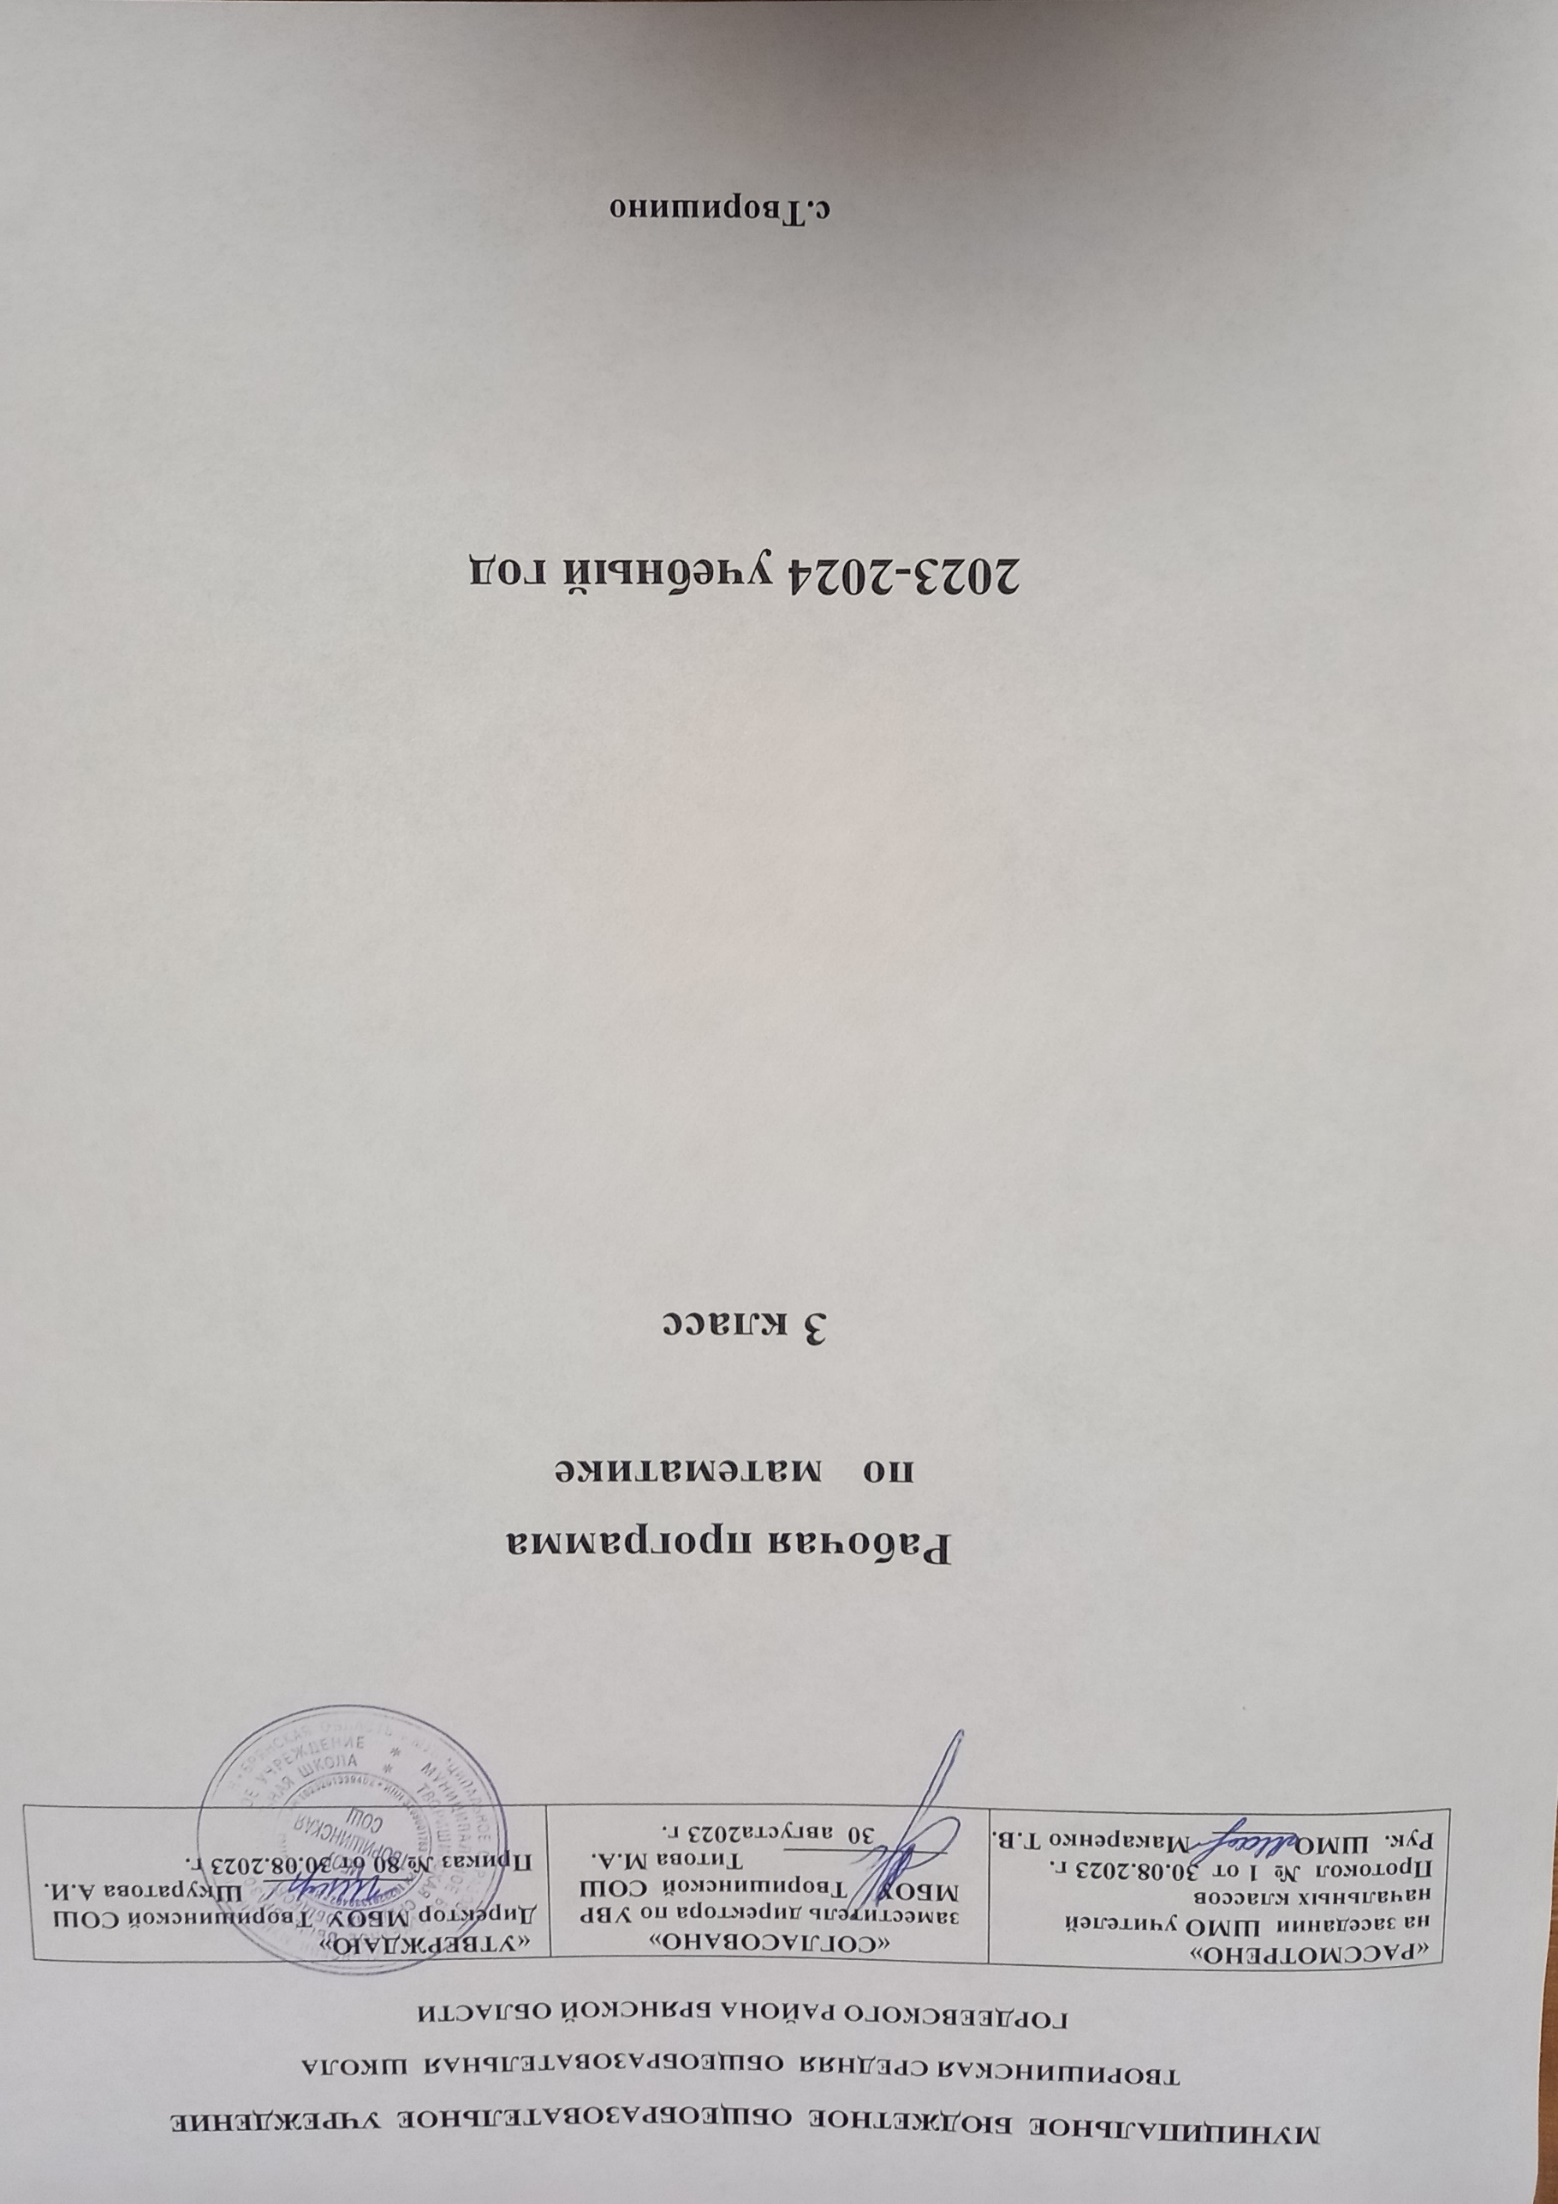 МУНИЦИПАЛЬНОЕ БЮДЖЕТНОЕ ОБЩЕОБРАЗОВАТЕЛЬНОЕ УЧРЕЖДЕНИЕ
ТВОРИШИНСКАЯ СРЕДНЯЯ ОБЩЕОБРАЗОВАТЕЛЬНАЯ ШКОЛА
ГОРДЕЕВСКОГО РАЙОНА БРЯНСКОЙ ОБЛАСТИ
«РАССМОТРЕНО»
на заседании ШМО учителей
начальных классов
Протокол № 1 от 30.08.2023 г.
Рук. ШМО Макаренко Т.В.
«СОГЛАСОВАНО»
заместитель директора по УВР
МБОУ Творишинской СОШ
Титова М.А.
30 августа2023 г.
«УТВЕРЖДАЮ»
Директор МБОУ Творишинской СОШ
Шкуратова А.И.
Приказ № 80 от 30.08.2023 г.
ТВОРИШИНСКАЯ
СОШ
Рабочая программа
по математике
3 класс
2023-2024 учебный год
с.Творишино